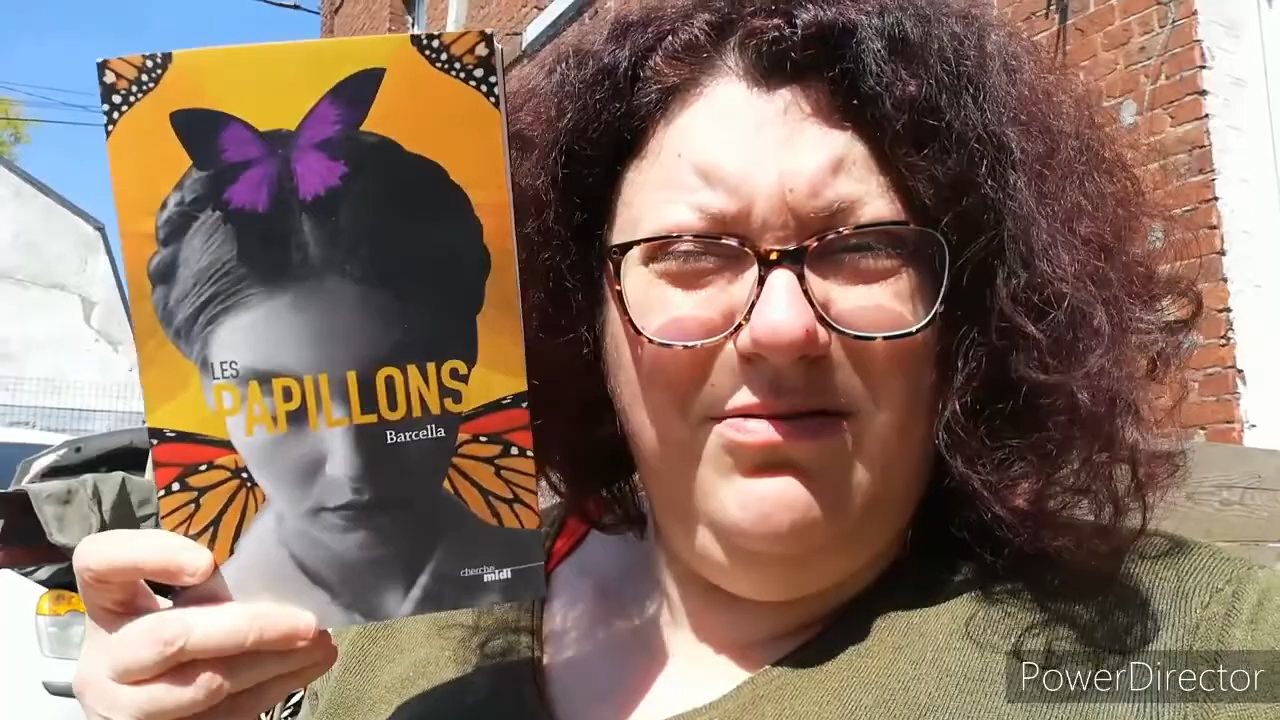 LES
PAPILLONS
Barcella
cherche
midi
PowerDirector